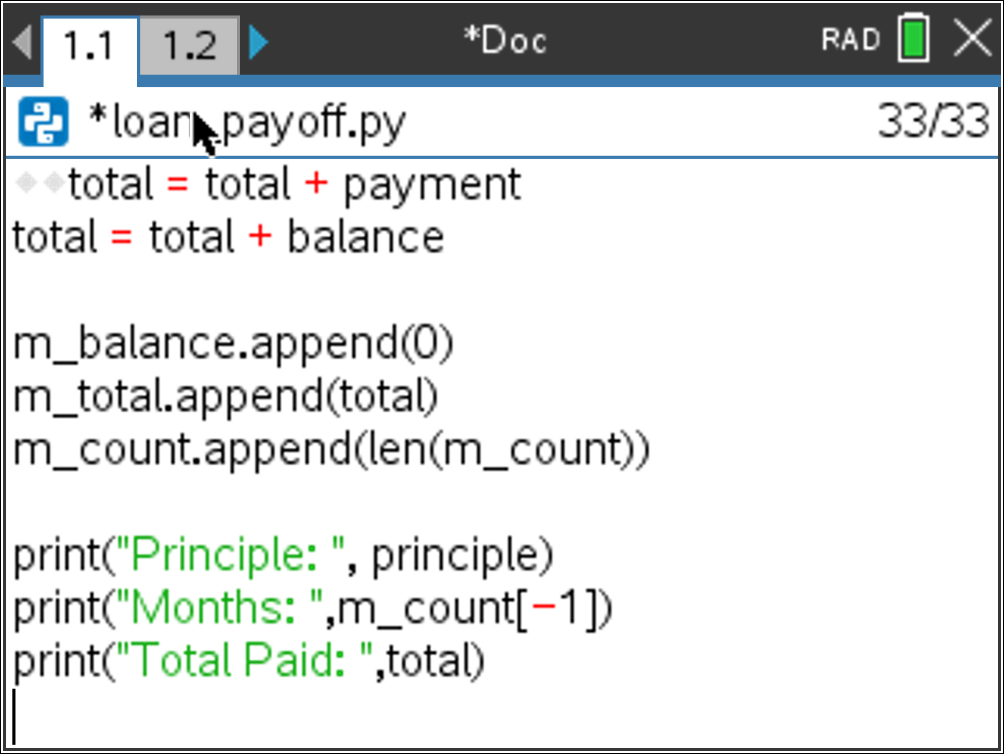 1.1 1.2 *Doc RAD
*loan_payoff.py 33/33
total = total + payment
total = total + balance
m_balance.append(0)
m_total.append(total)
m_count.append(len(m_count))
print("Principle: ", principle)
print("Months: ",m_count[−1])
print("Total Paid: ",total)